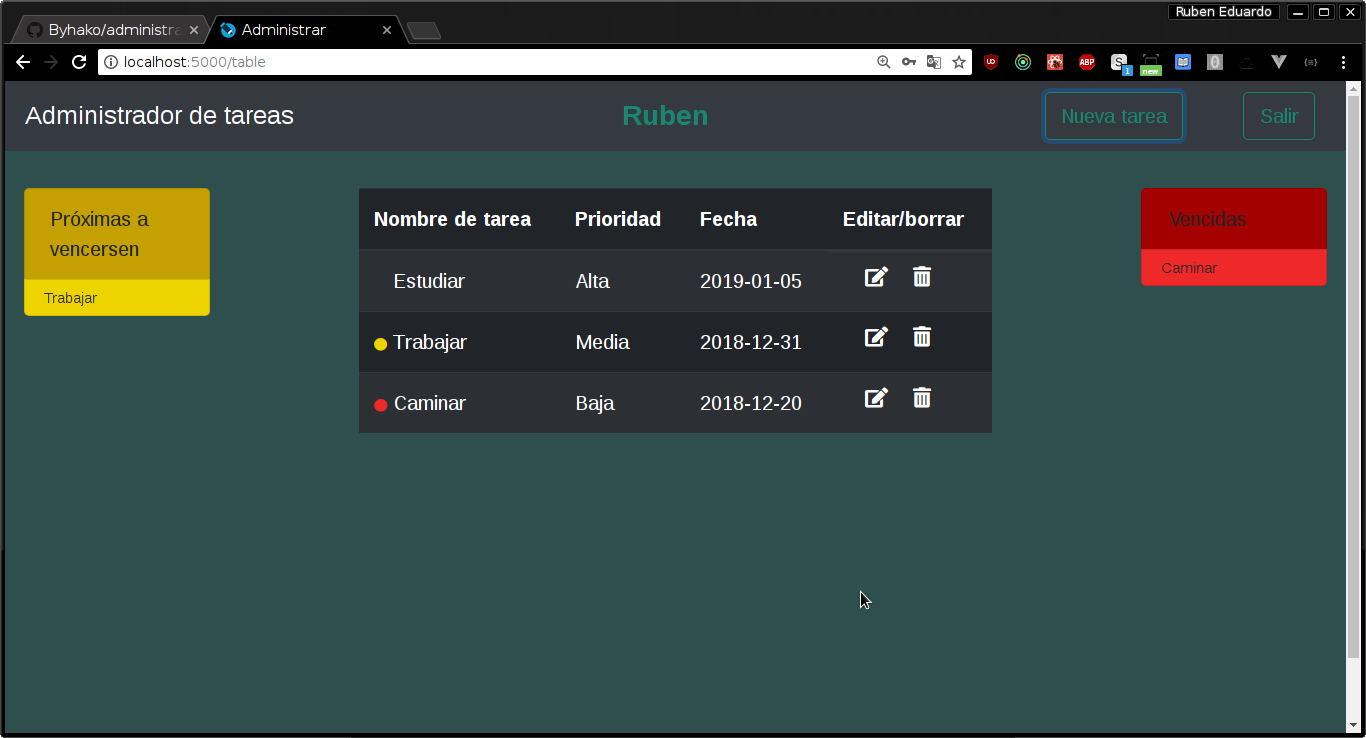 Ruben Eduardo
Byhako/administra
Administrar
localhost:5000/table
Administrador de tareas
Ruben
Nueva tarea
Salir
Próximas a
vencersen
Trabajar
Nombre de tarea Prioridad Fecha Editar/borrar
Estudiar Alta 2019-01-05
Trabajar Media 2018-12-31
Caminar Baja 2018-12-20
Vencidas
Caminar
ABP
S
1
new